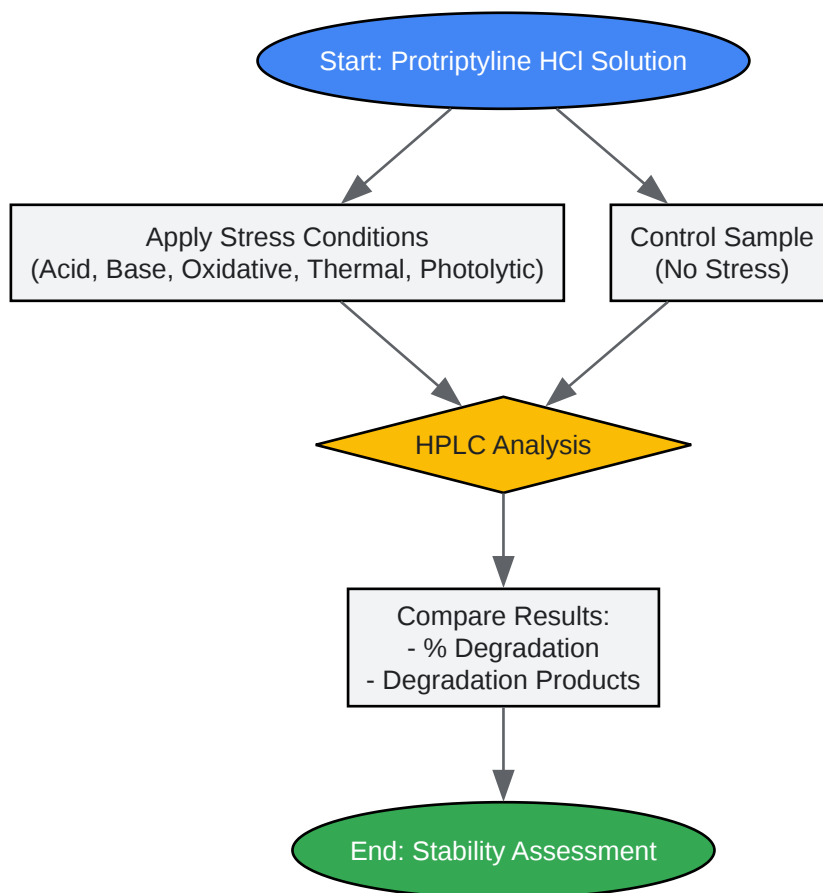 Start: Protriptyline HCl Solution
Apply Stress Conditions
(Acid, Base, Oxidative, Thermal, Photolytic)
Control Sample
(No Stress)
HPLC Analysis
Compare Results:
- % Degradation
- Degradation Products
End: Stability Assessment